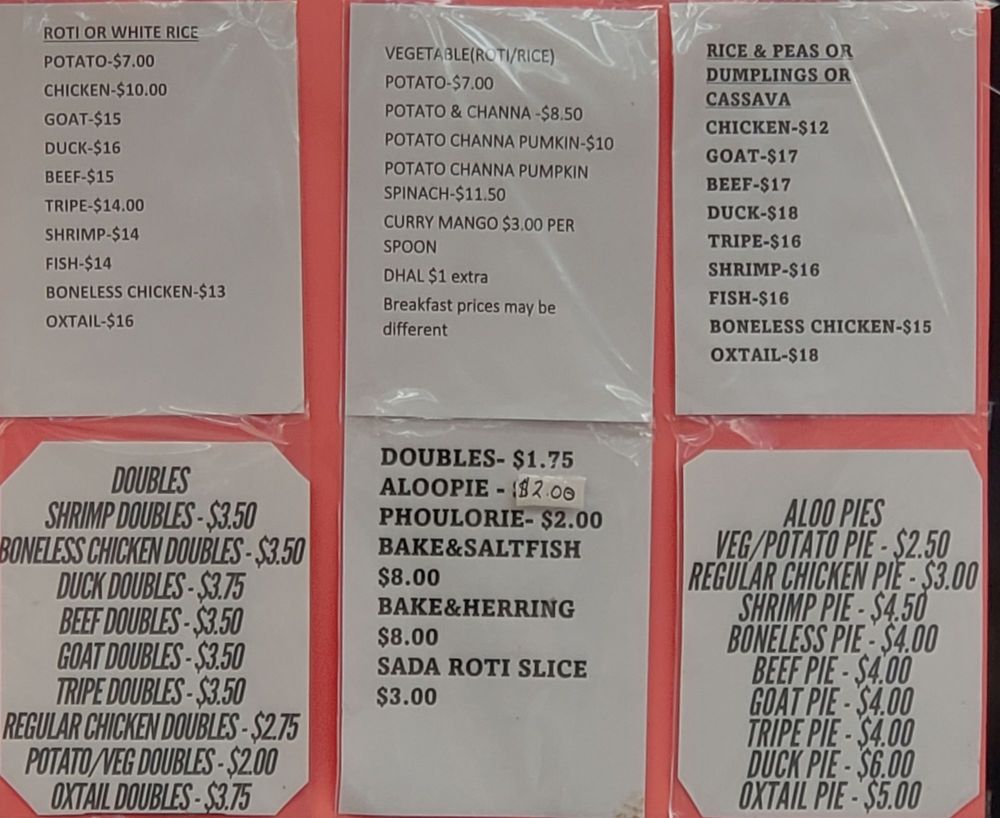 ROTI OR WHITE RICE
POTATO-$7.00
CHICKEN-$10.00
GOAT-$15
DUCK-$16
BEEF-$15
TRIPE-$14.00
SHRIMP-$14
FISH-$14
BONELESS CHICKEN-$13
OXTAIL-$16
VEGETABLE(ROTI/RICE)
POTATO-$7.00
POTATO & CHANNA -$8.50
POTATO CHANNA PUMKIN-$10
POTATO CHANNA PUMPKIN
SPINACH-$11.50
CURRY MANGO $3.00 PER
SPOON
DHAL $1 extra
Breakfast prices may be
different
RICE & PEAS OR
DUMPLINGS OR
CASSAVA
CHICKEN-$12
GOAT-$17
BEEF-$17
DUCK-$18
TRIPE-$16
SHRIMP-$16
FISH-$16
BONELESS CHICKEN-$15
OXTAIL-$18
DOUBLES
SHRIMP DOUBLES - $3.50
BONELESS CHICKEN DOUBLES - $3.50
DUCK DOUBLES - $3.75
BEEF DOUBLES - $3.50
GOAT DOUBLES - $3.50
TRIPE DOUBLES - $3.50
REGULAR CHICKEN DOUBLES - $2.75
POTATO/VEG DOUBLES - $2.00
OXTAIL DOUBLES - $3.75
DOUBLES- $1.75
ALOOPIE - $2.00
PHOULORIE- $2.00
BAKE&SALTFISH
$8.00
BAKE&HERRING
$8.00
SADA ROTI SLICE
$3.00
ALOO PIES
VEG/POTATO PIE - $2.50
REGULAR CHICKEN PIE - $3.00
SHRIMP PIE - $4.50
BONELESS PIE - $4.00
BEEF PIE - $4.00
GOAT PIE - $4.00
TRIPE PIE - $4.00
DUCK PIE - $6.00
OXTAIL PIE - $5.00